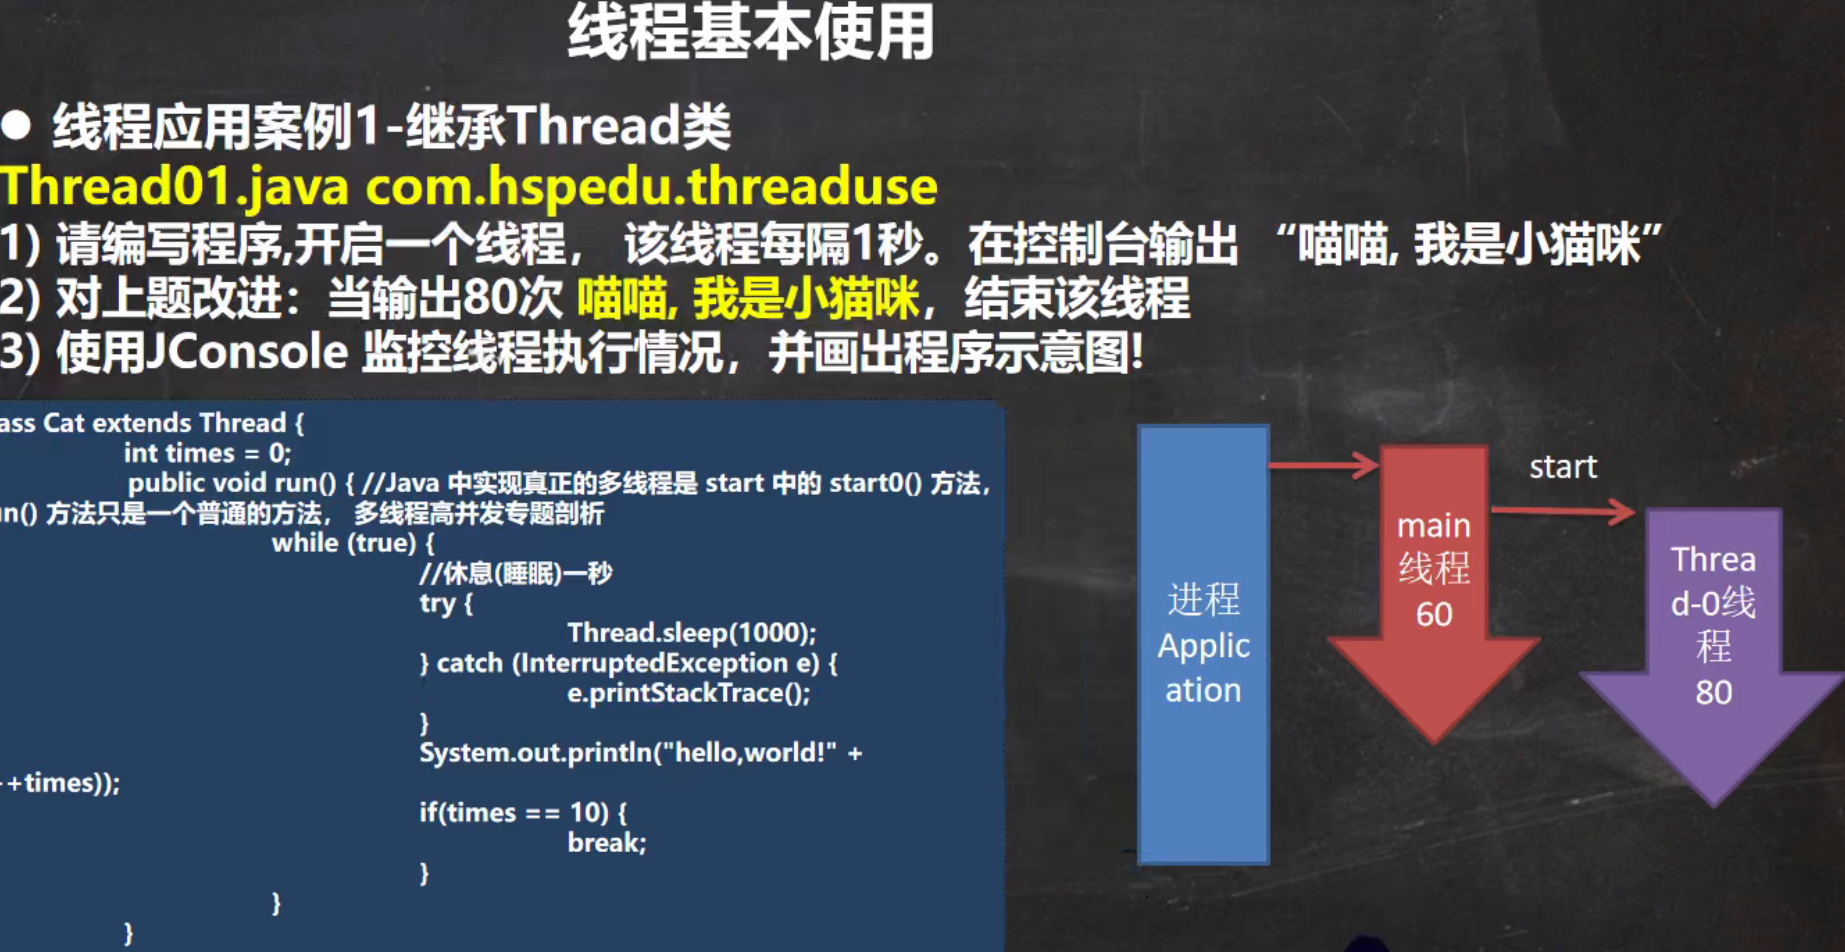 线程基本使用
● 线程应用案例1-继承Thread类
Thread01.java com.hspedu.threaduse
1) 请编写程序,开启一个线程， 该线程每隔1秒。在控制台输出 “喵喵, 我是小猫咪”
2) 对上题改进：当输出80次 喵喵, 我是小猫咪，结束该线程
3) 使用JConsole 监控线程执行情况，并画出程序示意图!
ass Cat extends Thread {
int times = 0;
public void run() { //Java 中实现真正的多线程是 start 中的 start0() 方法，
un() 方法只是一个普通的方法， 多线程高并发专题剖析
while (true) {
//休息(睡眠)一秒
try {
Thread.sleep(1000);
} catch (InterruptedException e) {
e.printStackTrace();
}
System.out.println("hello,world!" +
++times));
if(times == 10) {
break;
}
}
}
进程
Applic
ation
main
线程
60
start
Threa
d-0线
程
80